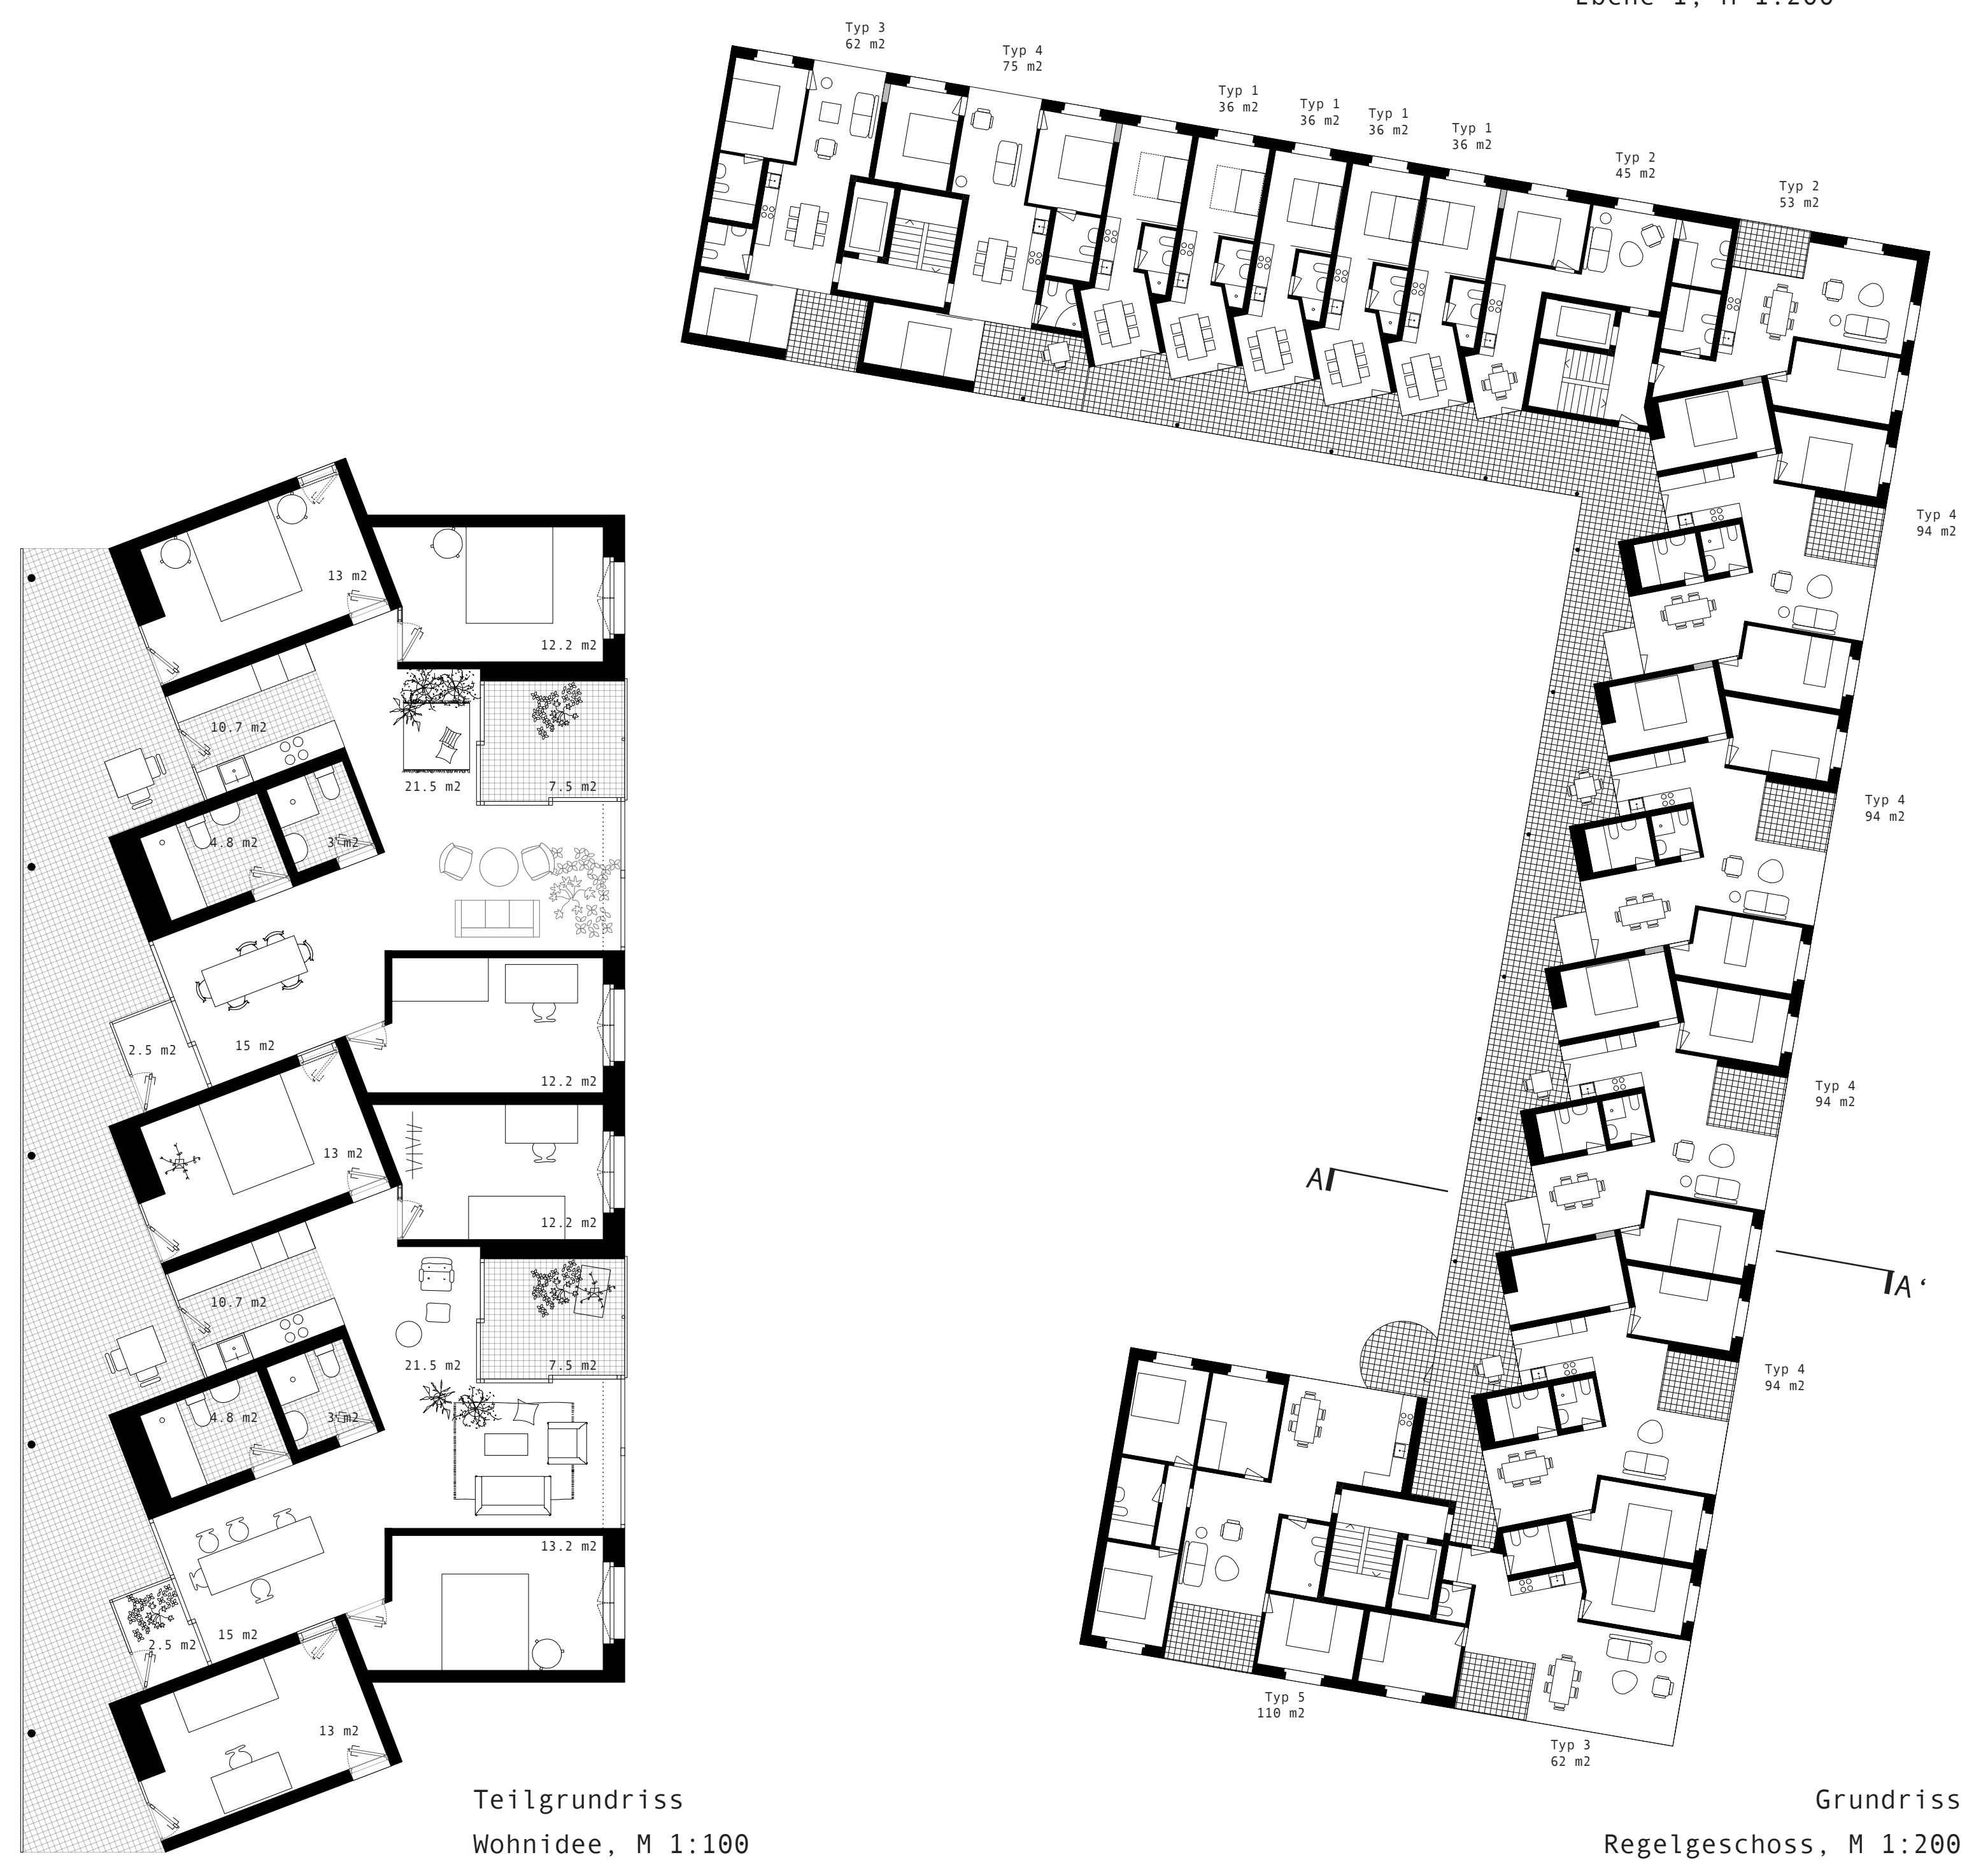 Ebene 1, M 1:200
Typ 3
62 m2
Typ 4
75 m2
Typ 1
36 m2
Typ 1
36 m2
Typ 1
36 m2
Typ 1
36 m2
Typ 2
45 m2
Typ 2
53 m2
Typ 4
94 m2
Typ 4
94 m2
Typ 4
94 m2
Typ 4
94 m2
A
A‘
Typ 5
110 m2
Typ 3
62 m2
13 m2
12.2 m2
10.7 m2
21.5 m2
7.5 m2
4.8 m2
3 m2
2.5 m2
15 m2
12.2 m2
13 m2
12.2 m2
10.7 m2
21.5 m2
7.5 m2
4.8 m2
3 m2
13.2 m2
2.5 m2
15 m2
13 m2
Teilgrundriss
Wohnidee, M 1:100
Grundriss
Regelgeschoss, M 1:200